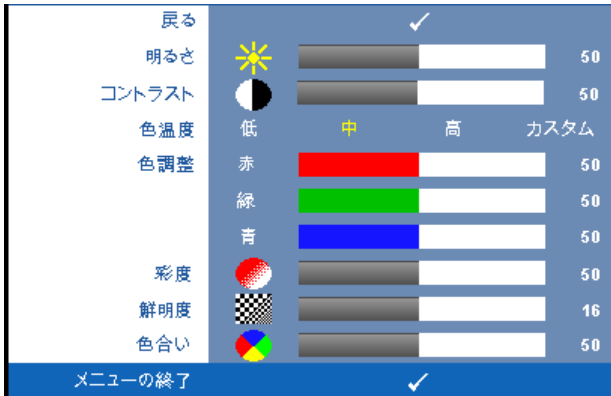 戻る
明るさ 50
コントラスト 50
色温度 低 中 高 カスタム
色調整 赤 50
緑 50
青 50
彩度 50
鮮明度 16
色合い 50
メニューの終了